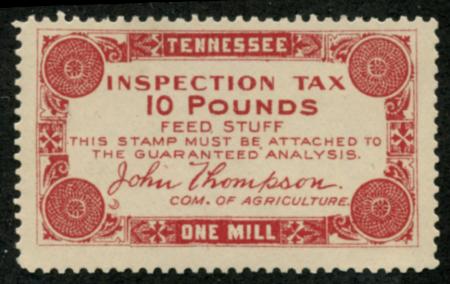 TENNESSEE
INSPECTION TAX
10 POUNDS
FEED STUFF
THIS STAMP MUST BE ATTACHED TO
THE GUARANTEED ANALYSIS.
John Thompson.
COM. OF AGRICULTURE.
ONE MILL